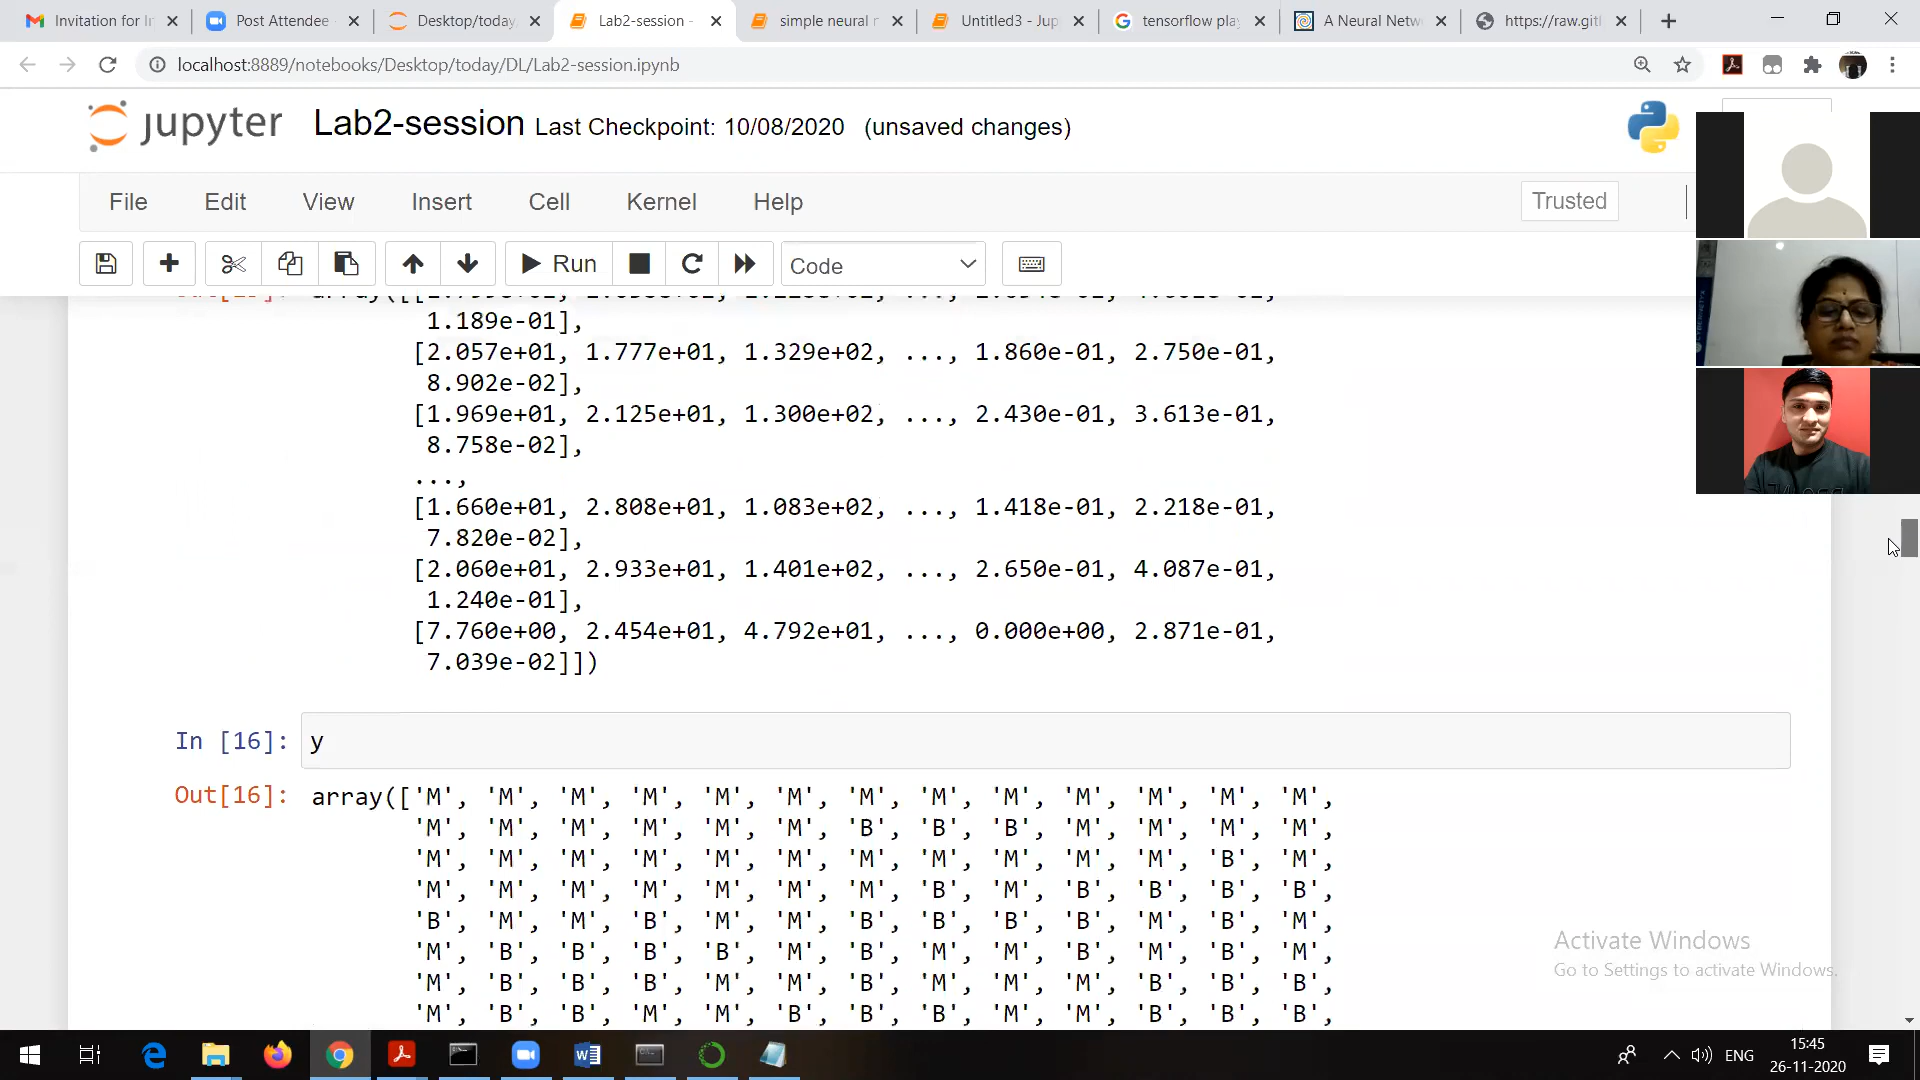 Invitation for In
Post Attendee -
Desktop/today
Lab2-session -
simple neural n
Untitled3 - Jup
tensorflow pla
A Neural Netw
https://raw.gitl
localhost:8889/notebooks/Desktop/today/DL/Lab2-session.ipynb
jupyter Lab2-session Last Checkpoint: 10/08/2020 (unsaved changes)
File Edit View Insert Cell Kernel Help Trusted
Run Code
1.189e-01],
[2.057e+01, 1.777e+01, 1.329e+02, ..., 1.860e-01, 2.750e-01,
8.902e-02],
[1.969e+01, 2.125e+01, 1.300e+02, ..., 2.430e-01, 3.613e-01,
8.758e-02],
...,
[1.660e+01, 2.808e+01, 1.083e+02, ..., 1.418e-01, 2.218e-01,
7.820e-02],
[2.060e+01, 2.933e+01, 1.401e+02, ..., 2.650e-01, 4.087e-01,
1.240e-01],
[7.760e+00, 2.454e+01, 4.792e+01, ..., 0.000e+00, 2.871e-01,
7.039e-02]])
In [16]: y
Out[16]: array(['M', 'M', 'M', 'M', 'M', 'M', 'M', 'M', 'M', 'M', 'M', 'M', 'M',
'M', 'M', 'M', 'M', 'M', 'M', 'B', 'B', 'B', 'M', 'M', 'M', 'M',
'M', 'M', 'M', 'M', 'M', 'M', 'M', 'M', 'M', 'M', 'M', 'B', 'M',
'M', 'M', 'M', 'M', 'M', 'M', 'M', 'B', 'M', 'B', 'B', 'B', 'B',
'B', 'M', 'M', 'B', 'M', 'M', 'B', 'B', 'B', 'B', 'M', 'B', 'M',
'M', 'B', 'B', 'B', 'B', 'M', 'B', 'M', 'M', 'B', 'M', 'B', 'M',
'M', 'B', 'B', 'B', 'M', 'M', 'B', 'M', 'M', 'M', 'B', 'B', 'B',
'M', 'B', 'B', 'M', 'M', 'B', 'B', 'B', 'M', 'M', 'B', 'B', 'B',
Activate Windows
Go to Settings to activate Windows.
ENG
15:45
26-11-2020